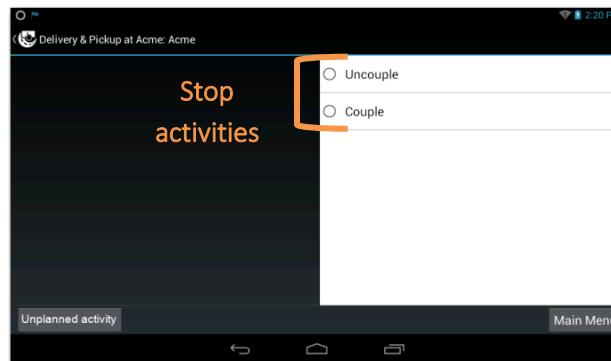 2:20 P
Delivery & Pickup at Acme: Acme
Uncouple
Stop
activities
Couple
Unplanned activity
Main Menu